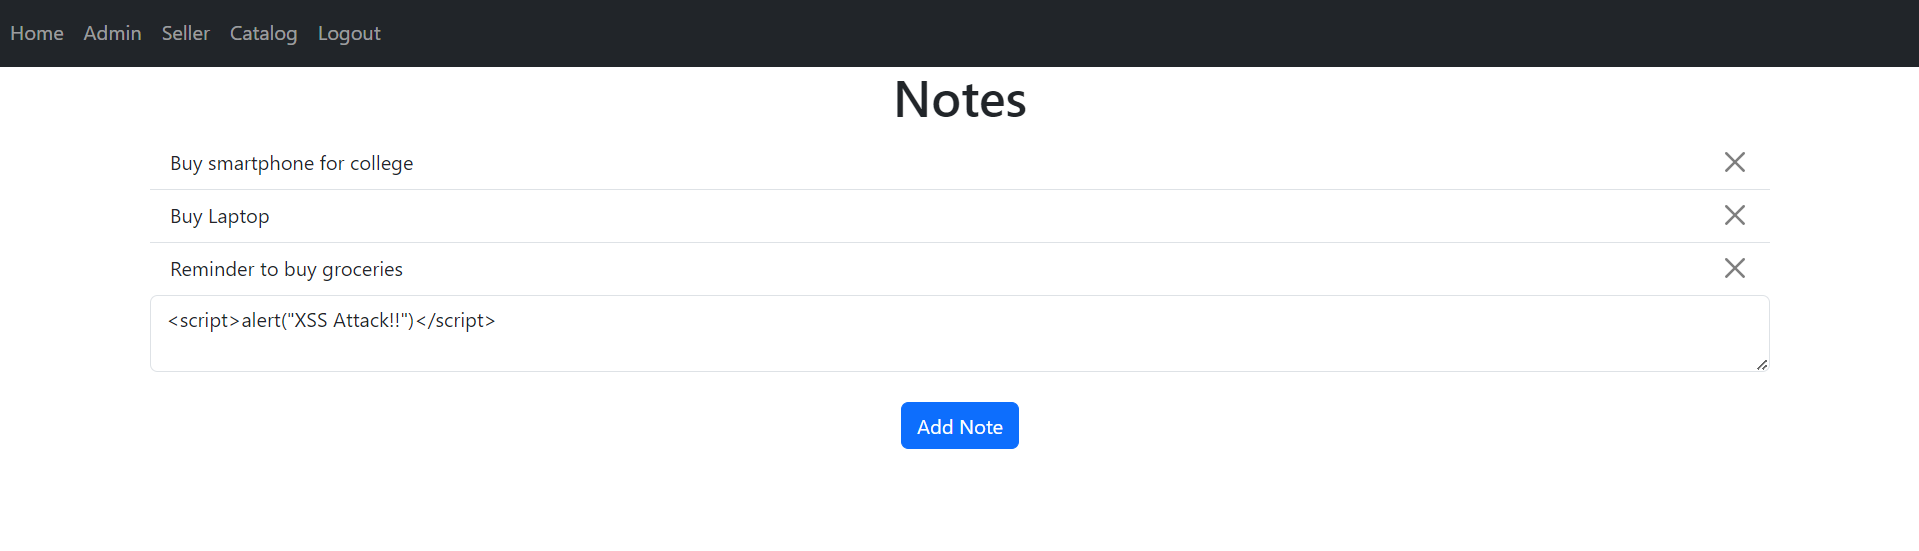 Home Admin Seller Catalog Logout
Notes
Buy smartphone for college
Buy Laptop
Reminder to buy groceries
<script>alert("XSS Attack!!")</script>
Add Note